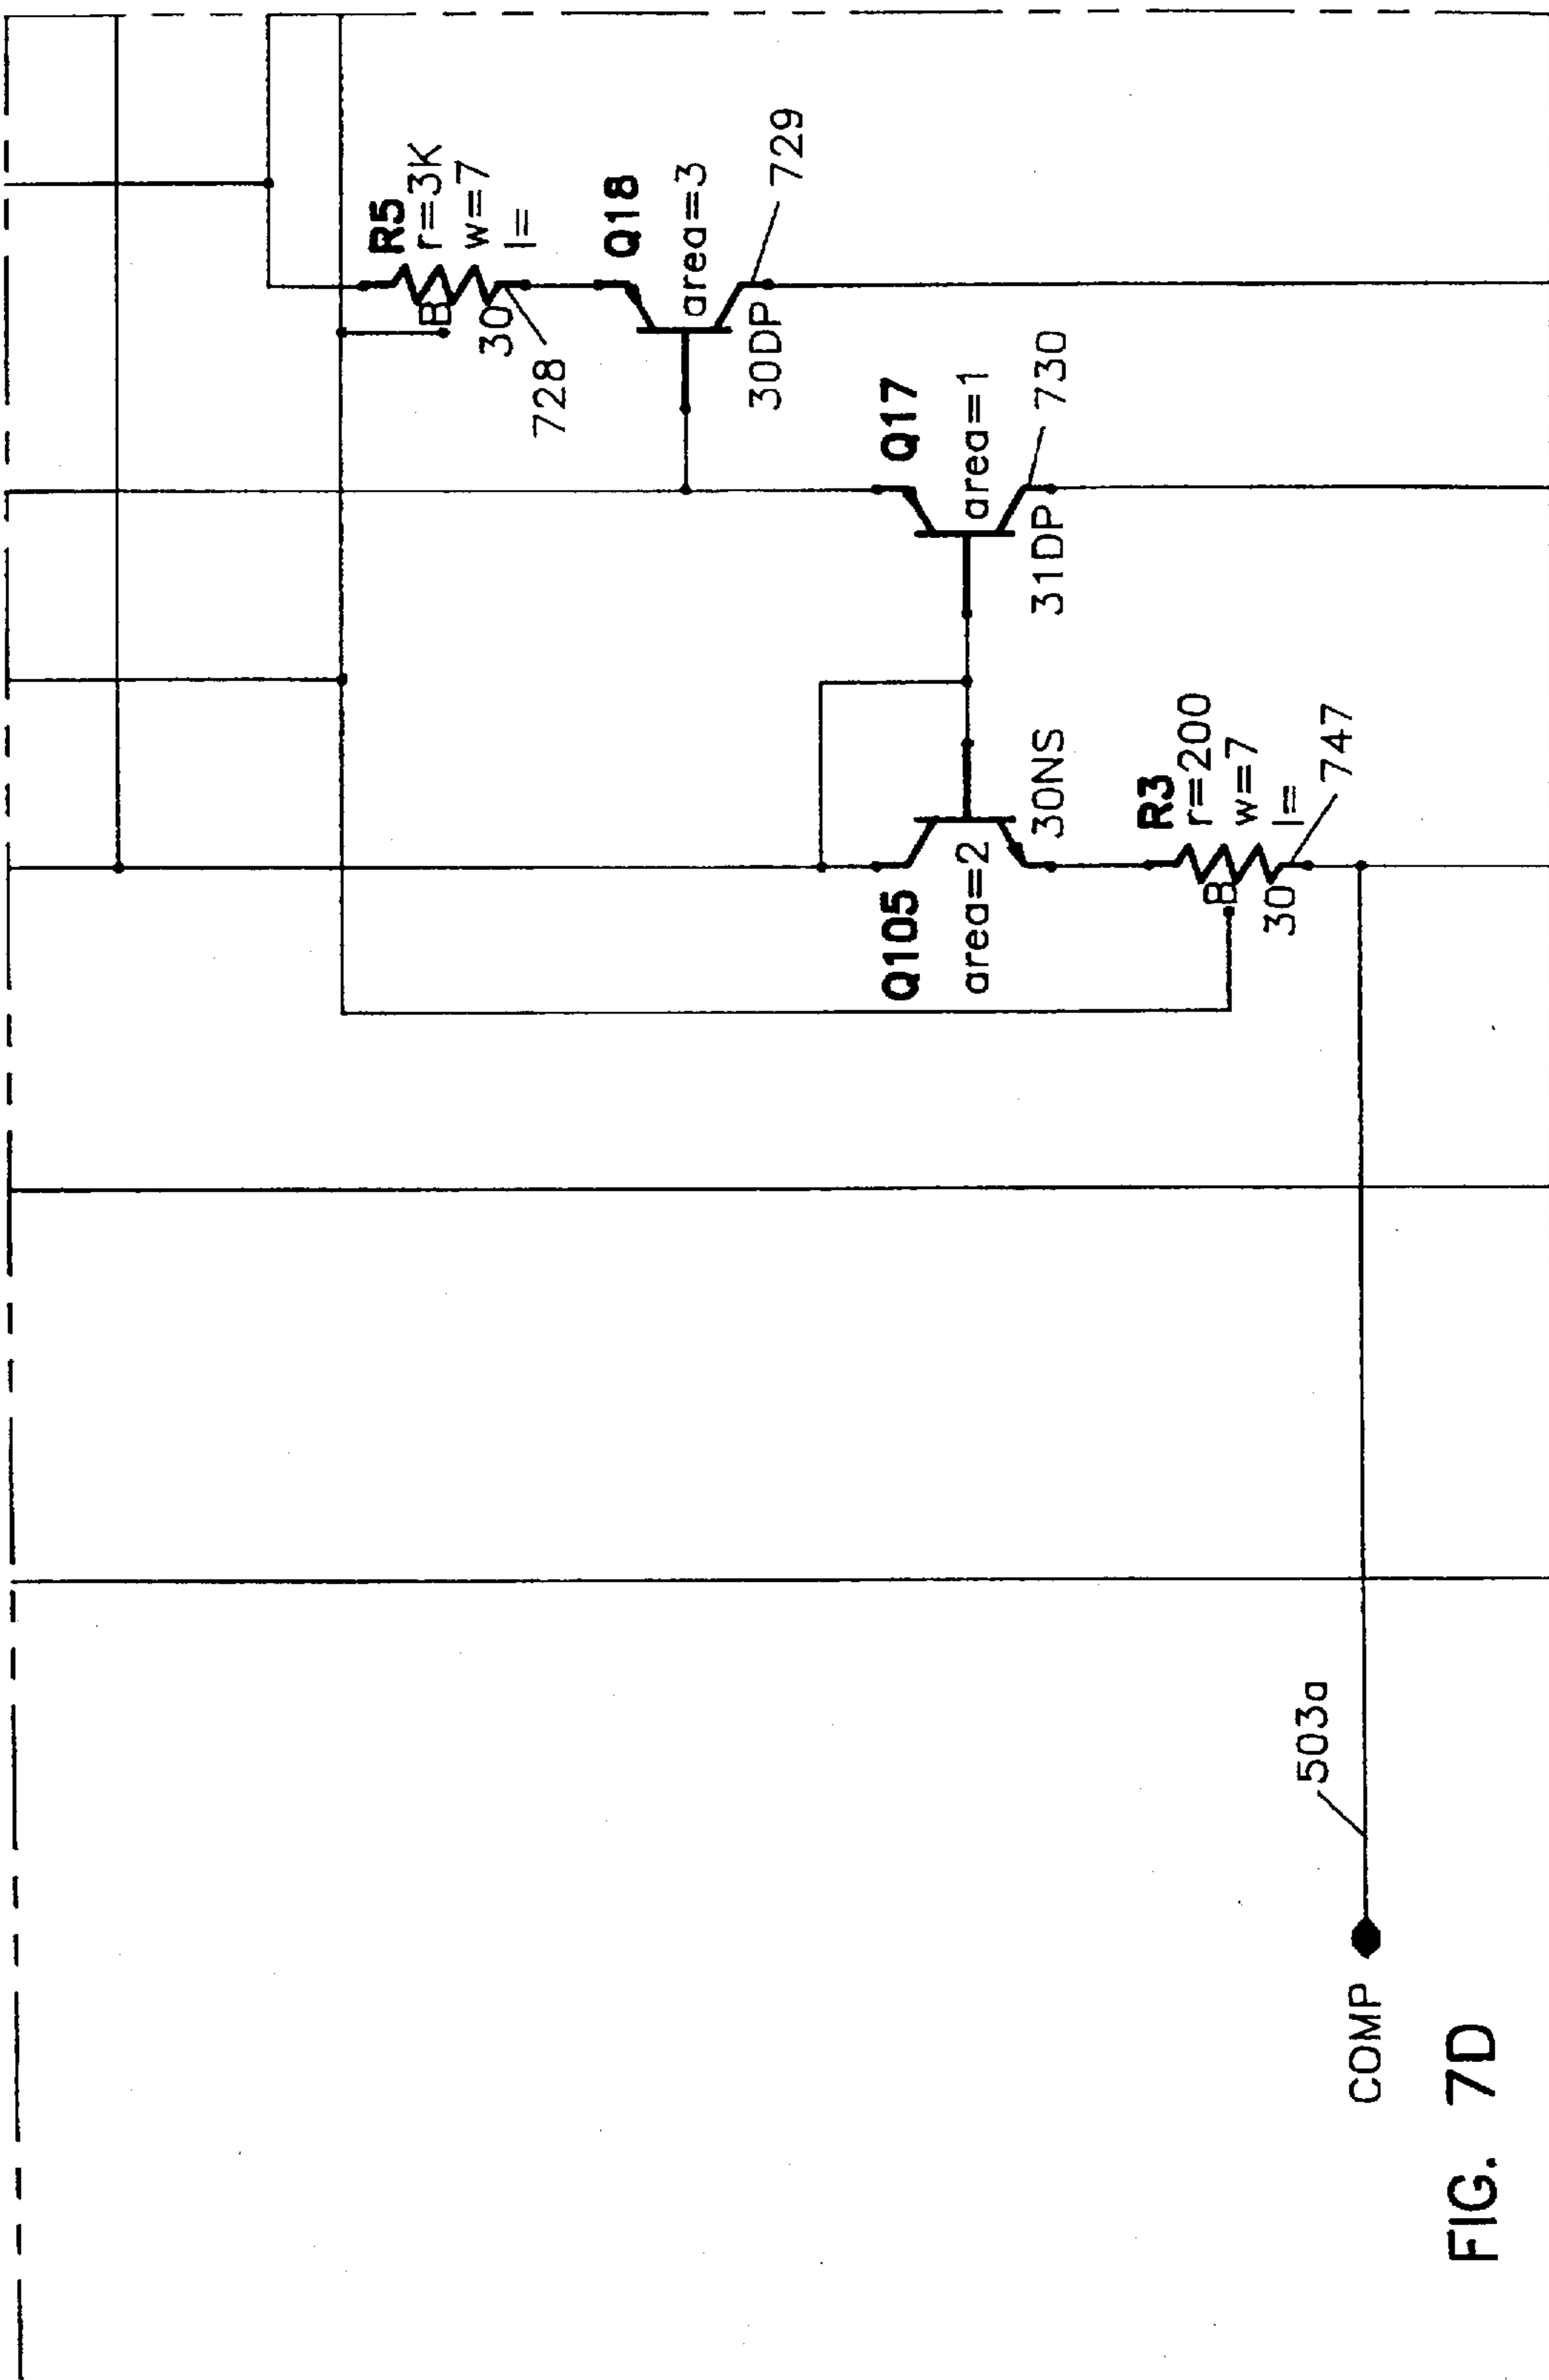 R5
r=3K
w=7
l=
B
30
728
Q18
area=3
30DP
729
Q17
area=1
31DP
730
Q105
area=2
30NS
R3
r=200
w=7
l=
B
30
747
503a
COMP
FIG. 7D